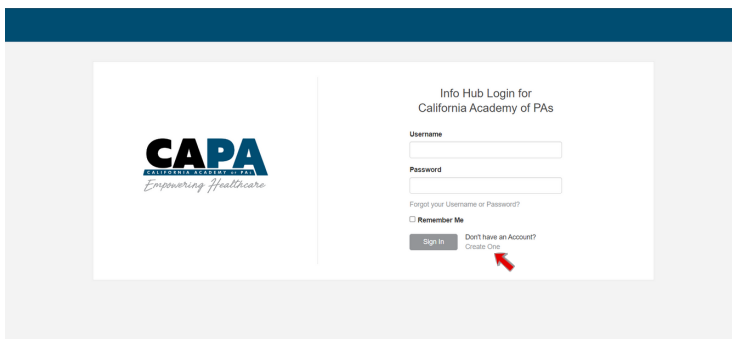 CAPA
CALIFORNIA ACADEMY OF PAs
Empowering Healthcare
Info Hub Login for
California Academy of PAs
Username
Password
Forgot your Username or Password?
Remember Me
Sign In
Don't have an Account?
Create One